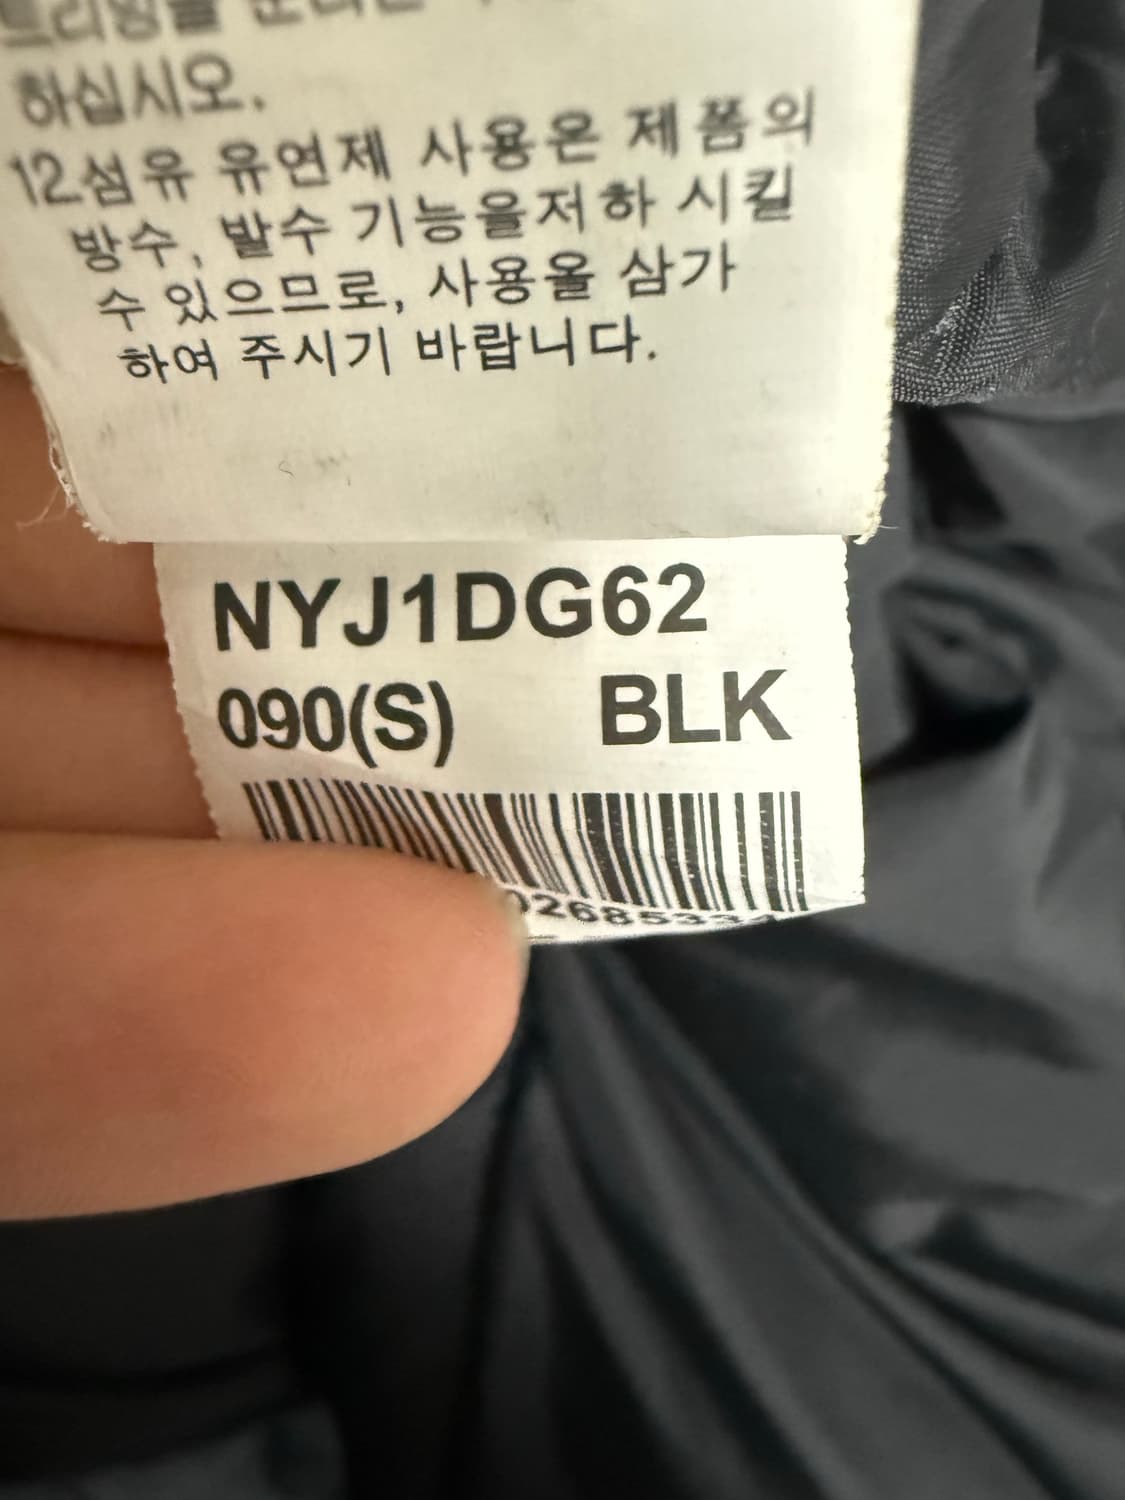 하십시오.
12.섬유 유연제 사용은 제품의
방수, 발수 기능을저하 시킬
수 있으므로, 사용을 삼가
하여 주시기 바랍니다.
NYJ1DG62
090(S) BLK